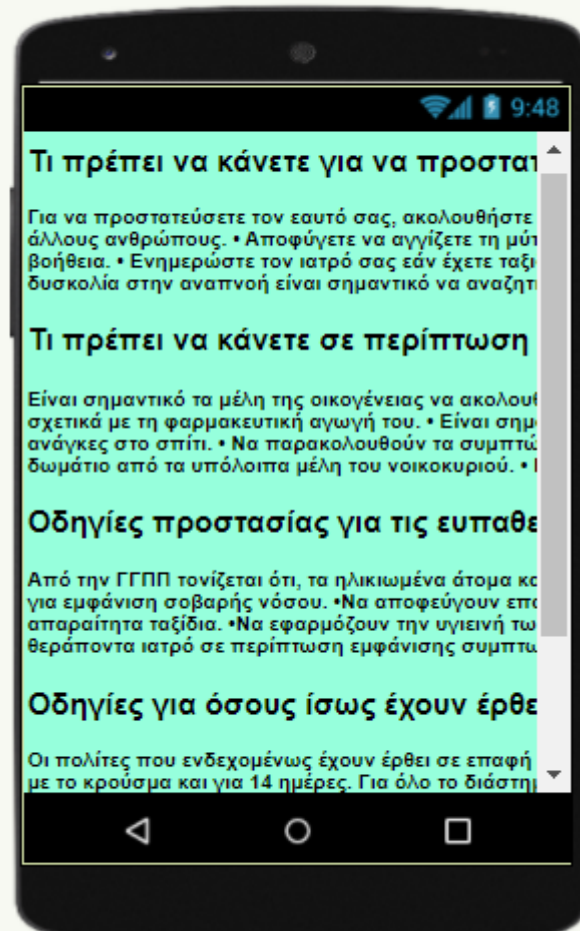 9:48
Τι πρέπει να κάνετε για να προστατ
Για να προστατεύσετε τον εαυτό σας, ακολουθήστε
άλλους ανθρώπους. • Αποφύγετε να αγγίζετε τη μύτ
βοήθεια. • Ενημερώστε τον ιατρό σας εάν έχετε ταξι
δυσκολία στην αναπνοή είναι σημαντικό να αναζητ
Τι πρέπει να κάνετε σε περίπτωση
Είναι σημαντικό τα μέλη της οικογένειας να ακολουθ
σχετικά με τη φαρμακευτική αγωγή του. • Είναι σημ
ανάγκες στο σπίτι. • Να παρακολουθούν τα συμπτώ
δωμάτιο από τα υπόλοιπα μέλη του νοικοκυριού. •
Οδηγίες προστασίας για τις ευπαθε
Από την ΓΓΠΠ τονίζεται ότι, τα ηλικιωμένα άτομα κα
για εμφάνιση σοβαρής νόσου. •Να αποφεύγουν επα
απαραίτητα ταξίδια. •Να εφαρμόζουν την υγιεινή τω
θεράποντα ιατρό σε περίπτωση εμφάνισης συμπτω
Οδηγίες για όσους ίσως έχουν έρθε
Οι πολίτες που ενδεχομένως έχουν έρθει σε επαφή
με το κρούσμα και για 14 ημέρες. Για όλο το διάστημ